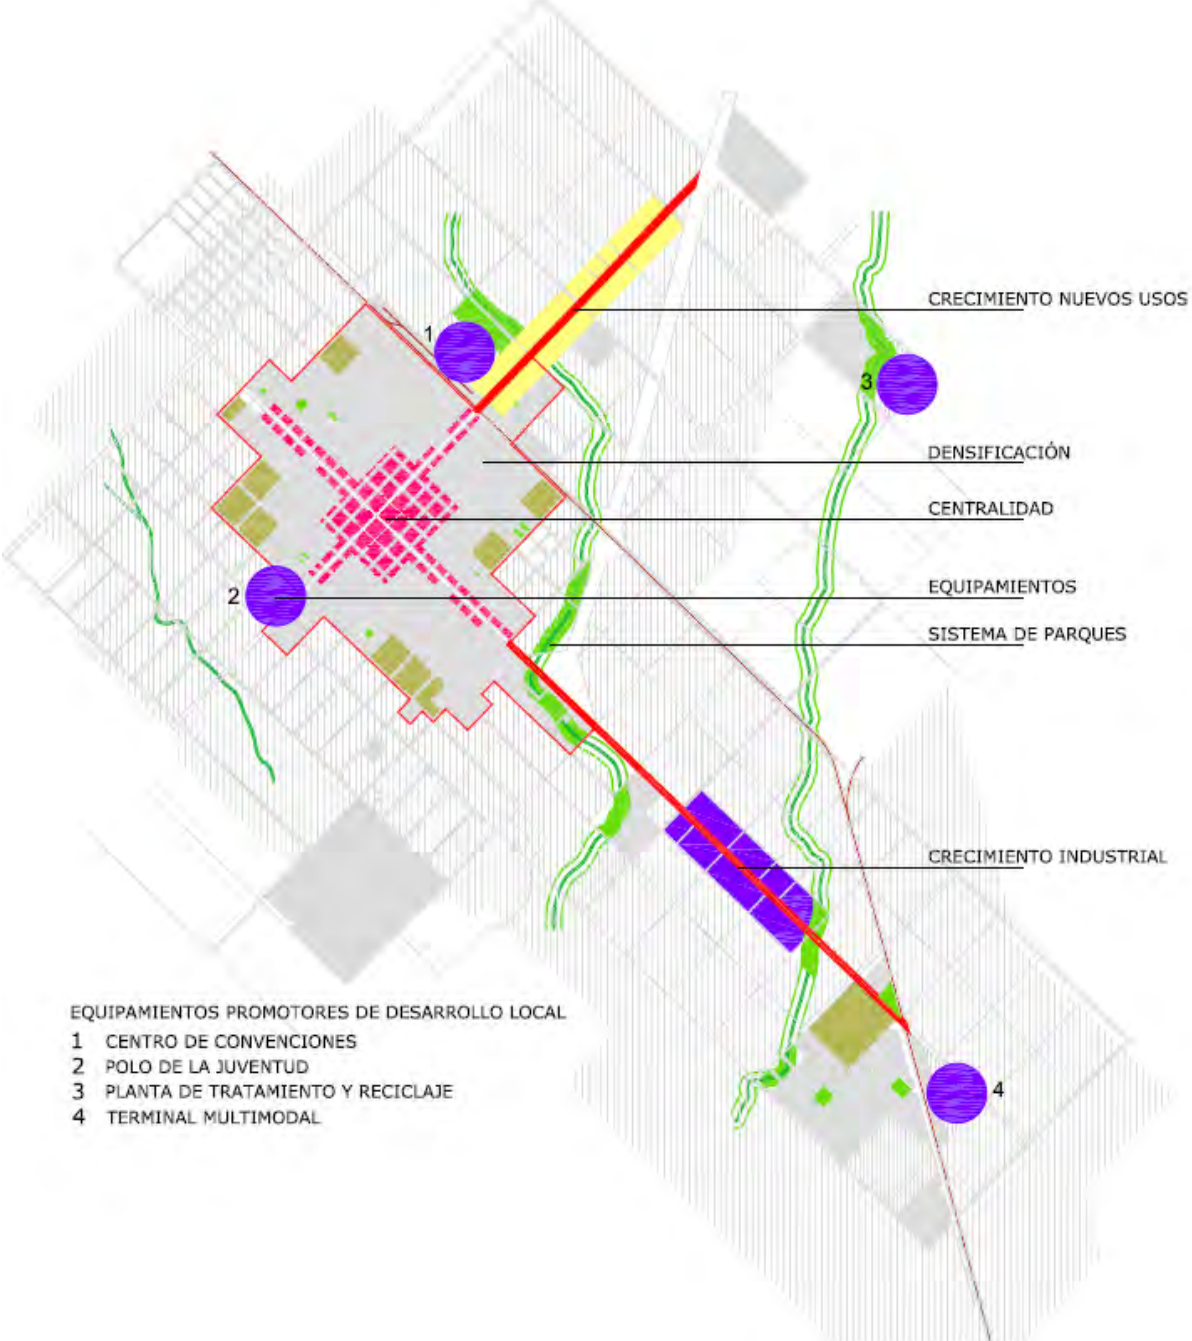 CRECIMIENTO NUEVOS USOS
1
3
DENSIFICACIÓN
CENTRALIDAD
EQUIPAMIENTOS
2
SISTEMA DE PARQUES
CRECIMIENTO INDUSTRIAL
4
EQUIPAMIENTOS PROMOTORES DE DESARROLLO LOCAL
1 CENTRO DE CONVENCIONES
2 POLO DE LA JUVENTUD
3 PLANTA DE TRATAMIENTO Y RECICLAJE
4 TERMINAL MULTIMODAL